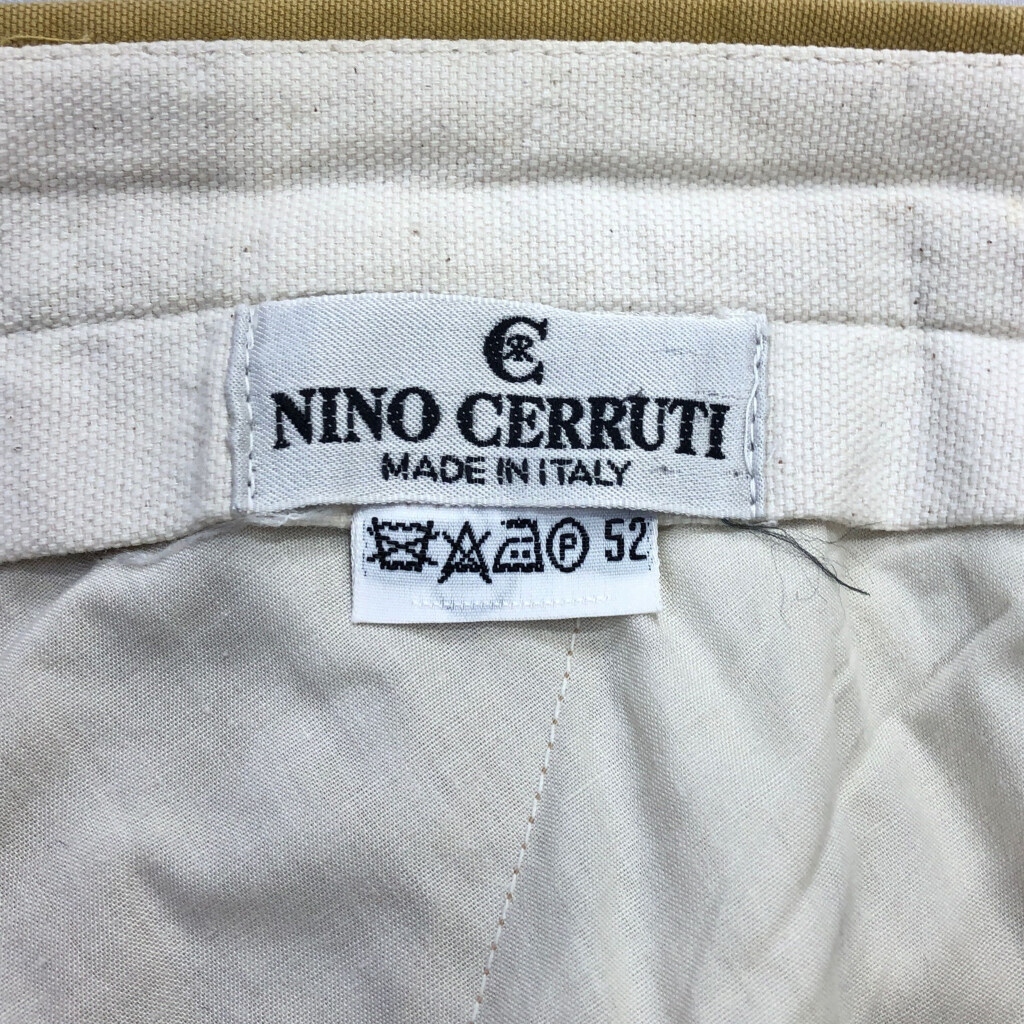 NINO CERRUTI
MADE IN ITALY
P 52